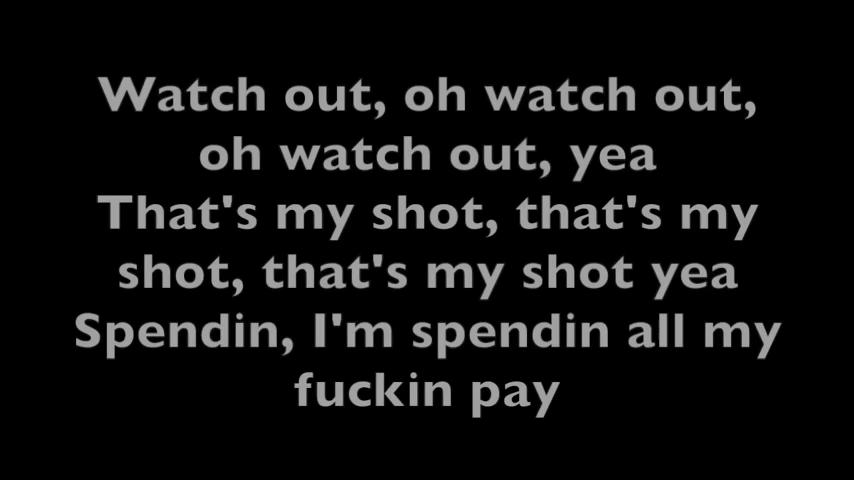 Watch out, oh watch out,
oh watch out, yea
That's my shot, that's my
shot, that's my shot yea
Spendin, I'm spendin all my
fuckin pay